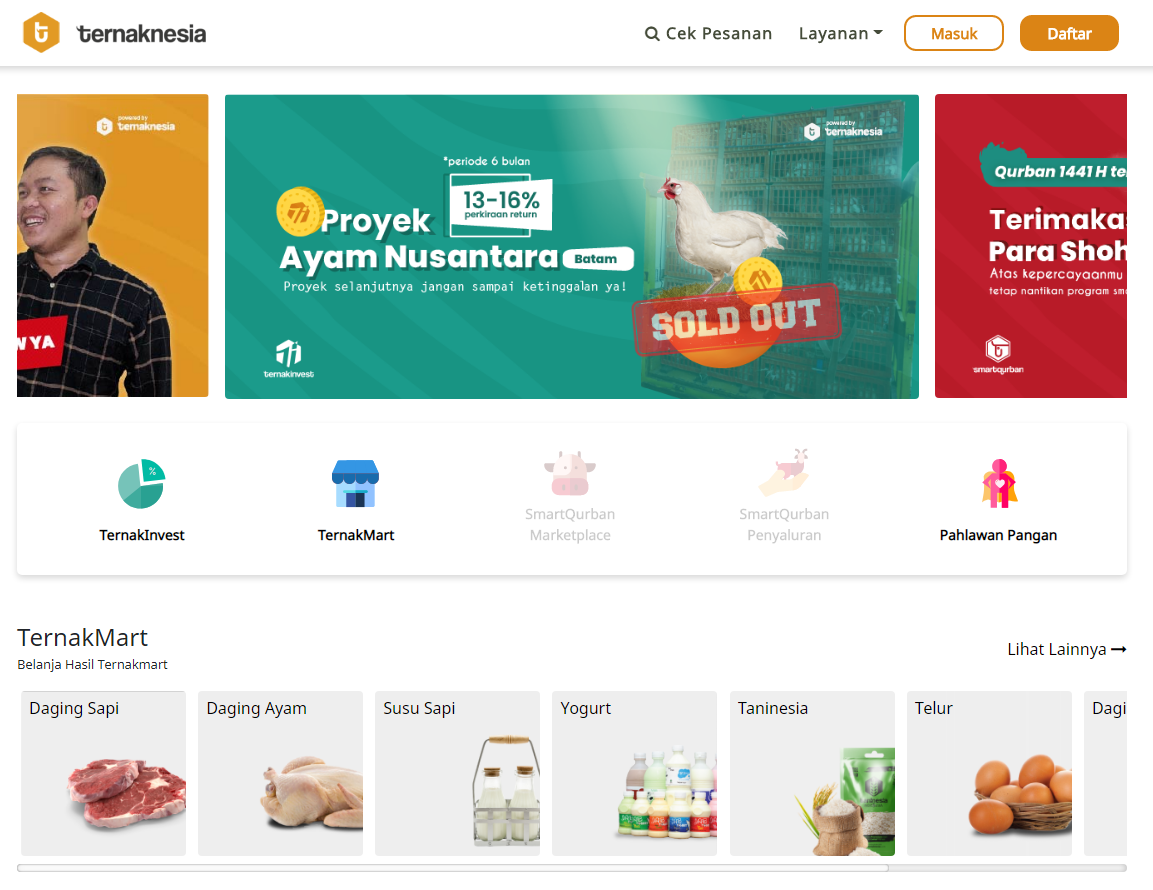 ternaknesia
Cek Pesanan
Layanan
Masuk
Daftar
powered by
ternaknesia
NYA
*periode 6 bulan
13-16%
perkiraan return
Proyek
Ayam Nusantara
Batam
Proyek selanjutnya jangan sampai ketinggalan ya!
ternakinvest
powered by
ternaknesia
SOLD OUT
Qurban 1441 H te
Terimakas
Para Shoh
Atas kepercayaanmu
tetap nantikan program sma
smartqurban
%
TernakInvest
TernakMart
SmartQurban
Marketplace
SmartQurban
Penyaluran
Pahlawan Pangan
TernakMart
Belanja Hasil Ternakmart
Lihat Lainnya
Daging Sapi
Daging Ayam
Susu Sapi
Yogurt
Taninesia
Telur
Dagi